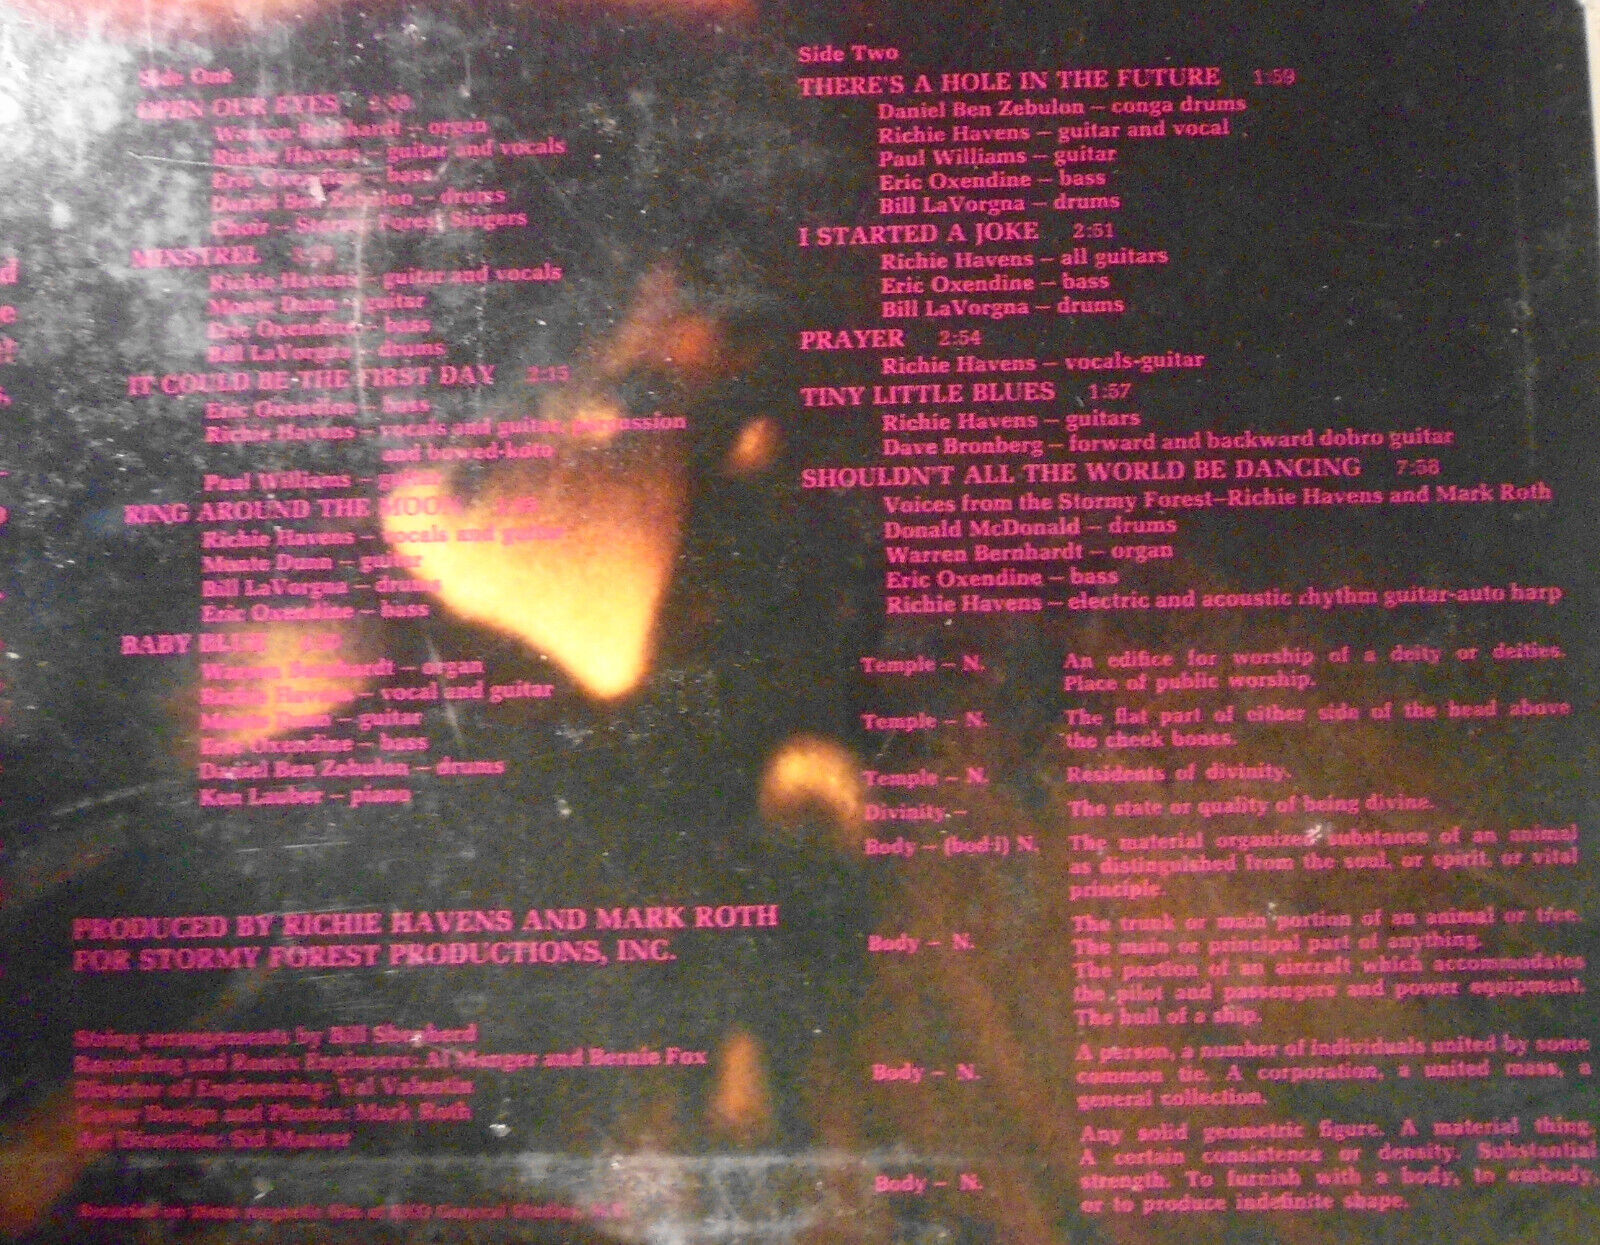 Side One
OPEN OUR EYES
Warren Bernhardt – organ
Richie Havens – guitar and vocals
Eric Oxendine – bass
Daniel Ben Zebulon – drums
Choir – Stormy Forest Singers
MINSTREL
Richie Havens – guitar and vocals
Monte Dunn – guitar
Eric Oxendine – bass
Bill LaVorgna – drums
IT COULD BE THE FIRST DAY 2:15
Eric Oxendine – bass
Richie Havens – vocals and guitar, percussion
and bowed-koto
Paul Williams – guitar
RING AROUND THE MOON
Richie Havens – vocals and guitar
Monte Dunn – guitar
Bill LaVorgna – drums
Eric Oxendine – bass
BABY BLUE
Warren Bernhardt – organ
Richie Havens – vocal and guitar
Monte Dunn – guitar
Eric Oxendine – bass
Daniel Ben Zebulon – drums
Ken Lauber – piano
PRODUCED BY RICHIE HAVENS AND MARK ROTH
FOR STORMY FOREST PRODUCTIONS, INC.
String arrangements by Bill Shepherd
Recording and Remix Engineers: Al Manger and Bernie Fox
Director of Engineering: Val Valentin
Cover Design and Photos: Mark Roth
Art Direction: Sid Maurer
Side Two
THERE'S A HOLE IN THE FUTURE 1:59
Daniel Ben Zebulon – conga drums
Richie Havens – guitar and vocal
Paul Williams – guitar
Eric Oxendine – bass
Bill LaVorgna – drums
I STARTED A JOKE 2:51
Richie Havens – all guitars
Eric Oxendine – bass
Bill LaVorgna – drums
PRAYER 2:54
Richie Havens – vocals-guitar
TINY LITTLE BLUES 1:57
Richie Havens – guitars
Dave Bronberg – forward and backward dobro guitar
SHOULDN'T ALL THE WORLD BE DANCING 7:58
Voices from the Stormy Forest–Richie Havens and Mark Roth
Donald McDonald – drums
Warren Bernhardt – organ
Eric Oxendine – bass
Richie Havens – electric and acoustic rhythm guitar-auto harp
Temple – N. An edifice for worship of a deity or deities.
Place of public worship.
Temple – N. The flat part of either side of the head above
the cheek bones.
Temple – N. Residents of divinity.
Divinity – The state or quality of being divine.
Body – (bod-i) N. The material organized substance of an animal
as distinguished from the soul, or spirit, or vital
principle.
Body – N. The trunk or main portion of an animal or tree.
The main or principal part of anything.
The portion of an aircraft which accommodates
the pilot and passengers and power equipment.
The hull of a ship.
Body – N. A person, a number of individuals united by some
common tie. A corporation, a united mass, a
general collection.
Body – N. Any solid geometric figure. A material thing.
A certain consistence or density. Substantial
strength. To furnish with a body, to embody,
or to produce indefinite shape.